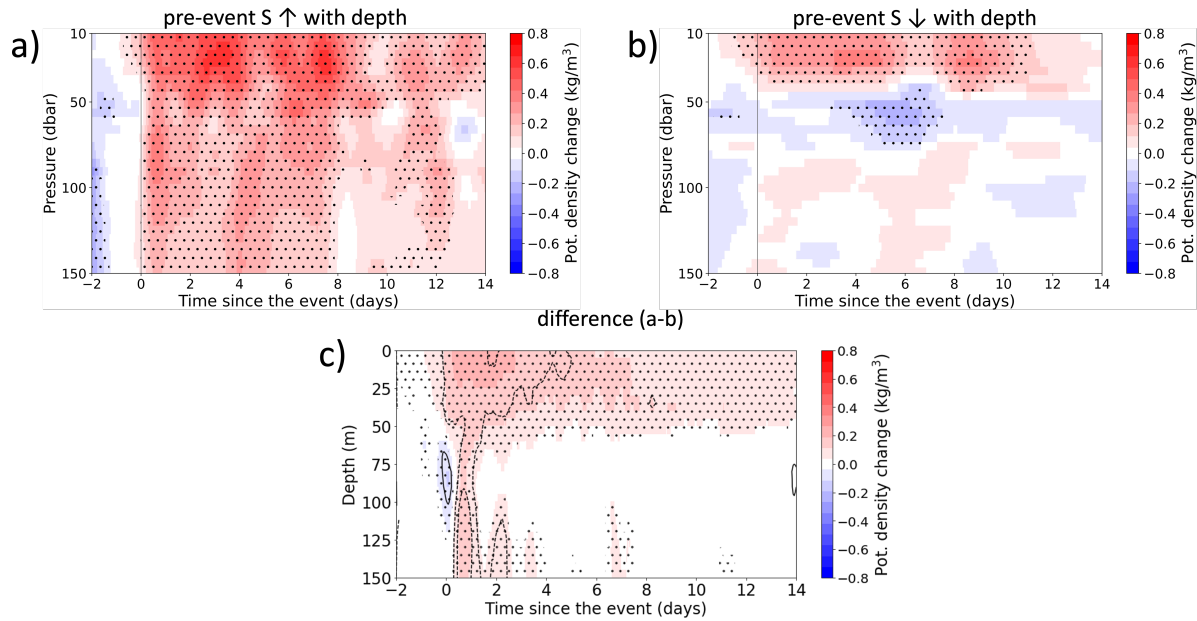 pre-event S ↑ with depth
a)
10
50
100
150
Pressure (dbar)
−2 0 2 4 6 8 10 12 14
Time since the event (days)
0.8
0.6
0.4
0.2
0.0
−0.2
−0.4
−0.6
−0.8
Pot. density change (kg/m³)
pre-event S ↓ with depth
b)
10
50
100
150
Pressure (dbar)
−2 0 2 4 6 8 10 12 14
Time since the event (days)
0.8
0.6
0.4
0.2
0.0
−0.2
−0.4
−0.6
−0.8
Pot. density change (kg/m³)
difference (a-b)
c)
0
25
50
75
100
125
150
Depth (m)
−2 0 2 4 6 8 10 12 14
Time since the event (days)
0.8
0.6
0.4
0.2
0.0
−0.2
−0.4
−0.6
−0.8
Pot. density change (kg/m³)